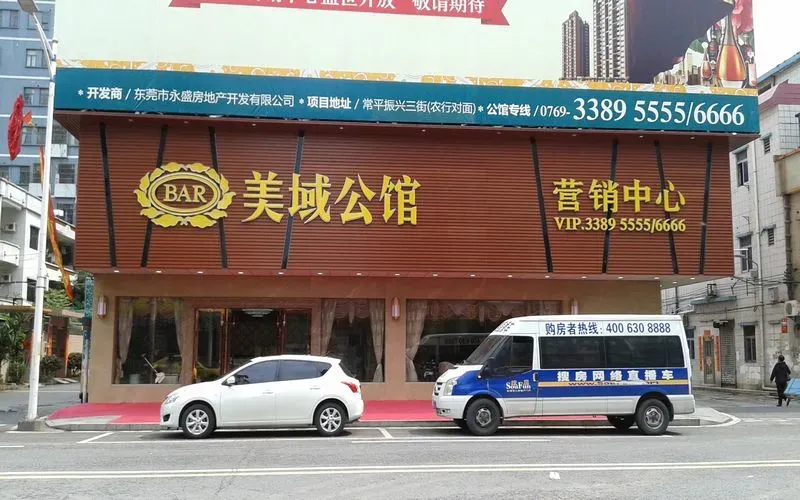 敬请期待
*开发商/东莞市永盛房地产开发有限公司 *项目地址/常平振兴三街(农行对面) *公馆专线/0769-3389 5555/6666
BAR
美域公馆
营销中心
VIP.3389 5555/6666
购房者热线:400 630 8888
搜房网络直播车
SouFun
SouFun